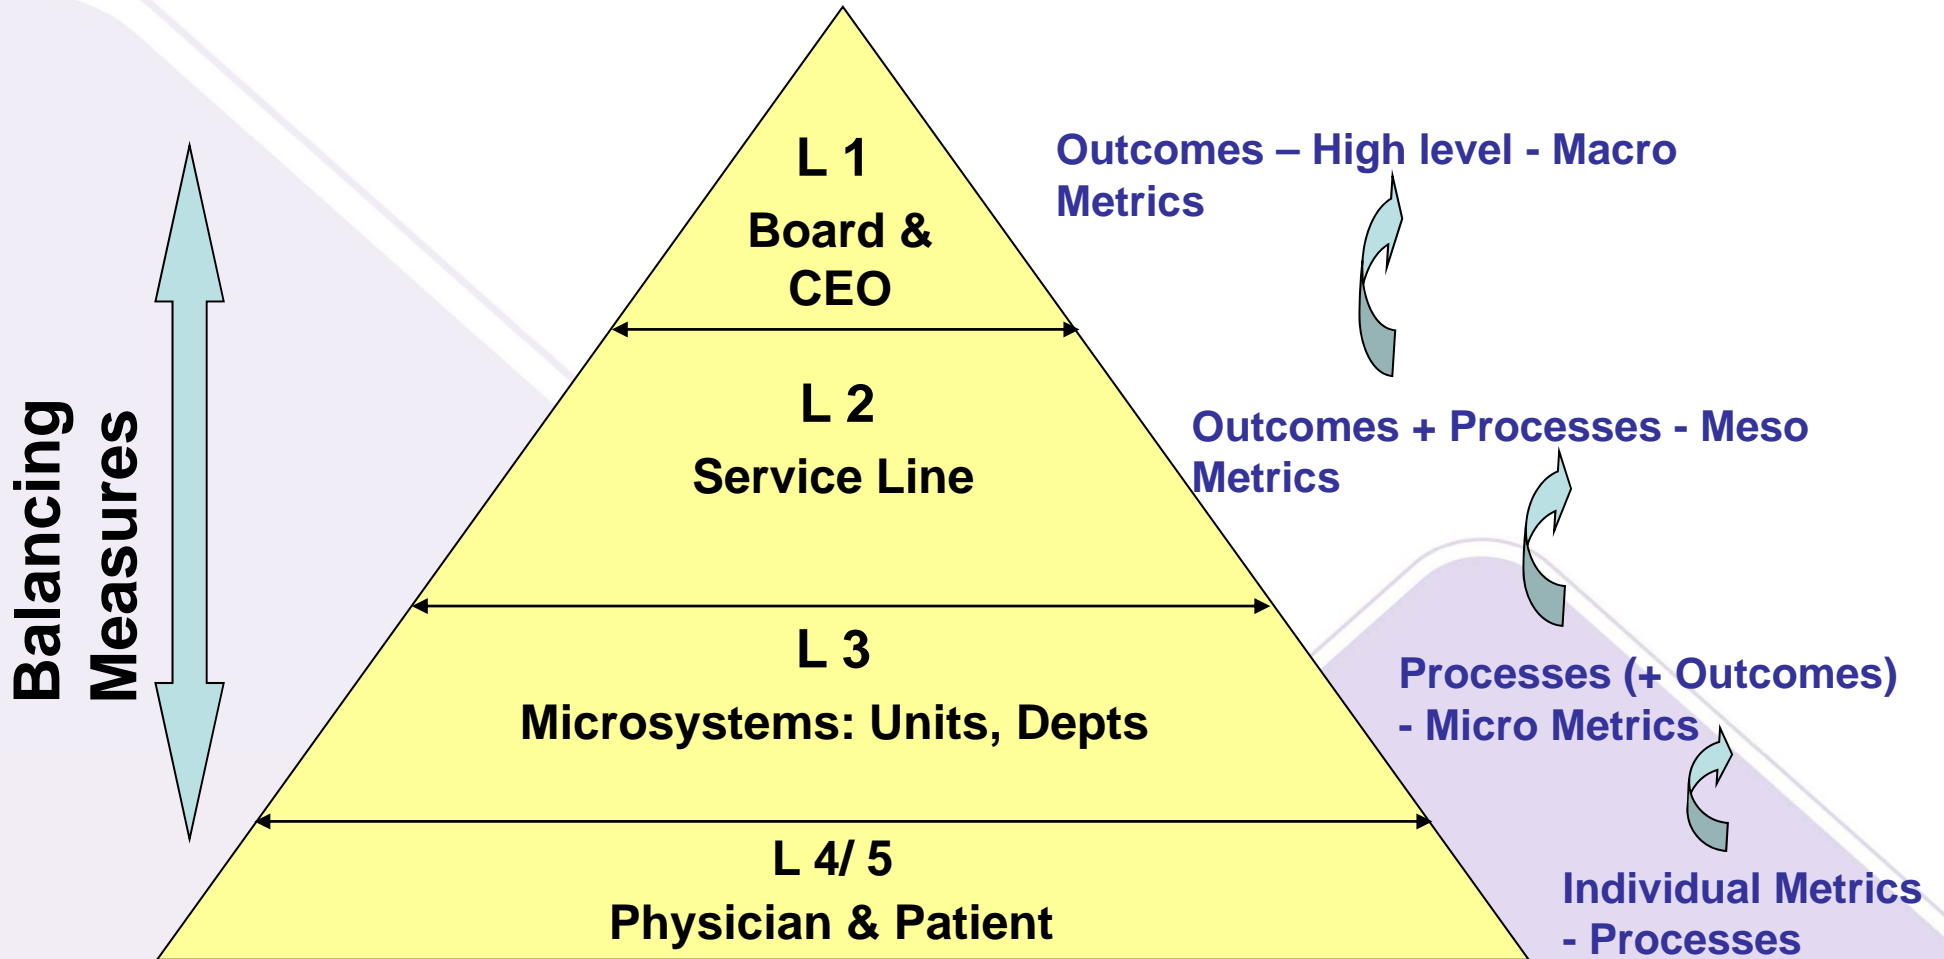 L 1
Board &
CEO
Outcomes – High level - Macro
Metrics
L 2
Service Line
Outcomes + Processes - Meso
Metrics
Balancing
Measures
L 3
Microsystems: Units, Depts
Processes (+ Outcomes)
- Micro Metrics
L 4/ 5
Physician & Patient
Individual Metrics
- Processes